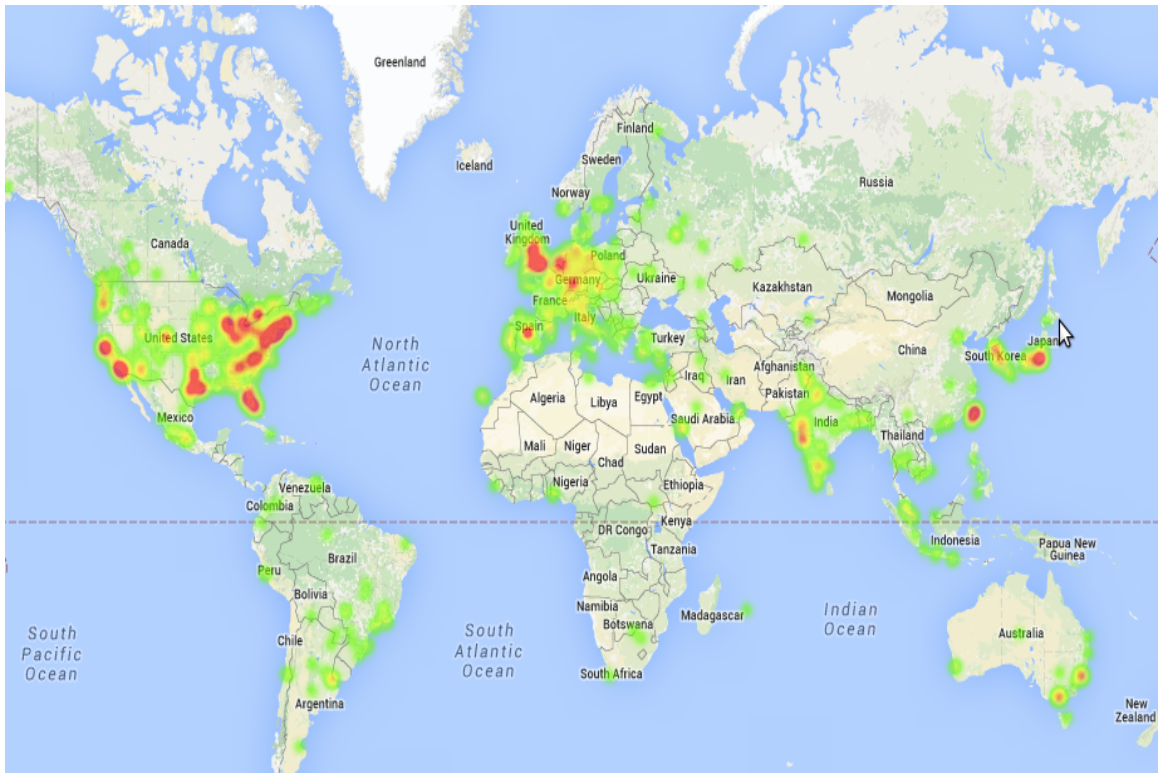 Greenland
Iceland
Finland
Sweden
Norway
Russia
Canada
United
Kingdom
Poland
Germany
Ukraine
France
Italy
Spain
Kazakhstan
Mongolia
United States
North
Atlantic
Ocean
Turkey
China
South Korea
Japan
Iraq
Iran
Afghanistan
Pakistan
Mexico
Algeria
Libya
Egypt
Saudi Arabia
India
Thailand
Mali
Niger
Sudan
Chad
Nigeria
Ethiopia
Venezuela
Colombia
DR Congo
Kenya
Tanzania
Indonesia
Papua New
Guinea
Brazil
Peru
Bolivia
Angola
Namibia
Botswana
Madagascar
Indian
Ocean
Chile
South
Pacific
Ocean
South
Atlantic
Ocean
Australia
South Africa
Argentina
New
Zealand